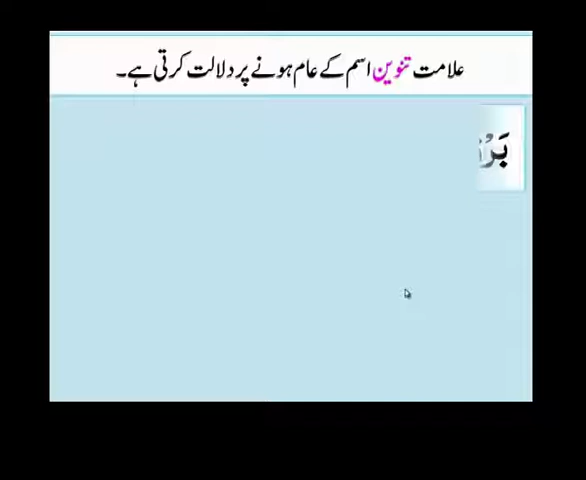 علامت تنوین اسم کے عام ہونے پر دلالت کرتی ہے۔